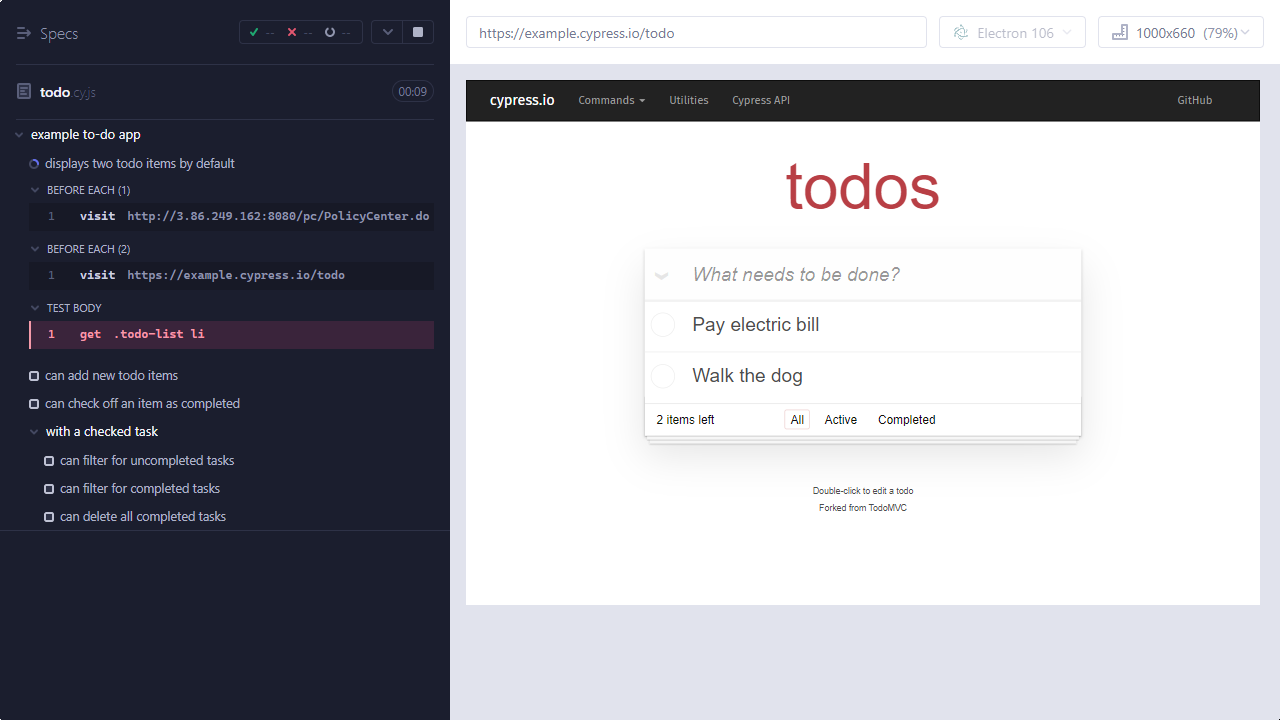 Specs
-- -- --
todo.cy.js 00:09
example to-do app
displays two todo items by default
BEFORE EACH (1)
1 visit http://3.86.249.162:8080/pc/PolicyCenter.do
BEFORE EACH (2)
1 visit https://example.cypress.io/todo
TEST BODY
1 get .todo-list li
can add new todo items
can check off an item as completed
with a checked task
can filter for uncompleted tasks
can filter for completed tasks
can delete all completed tasks
https://example.cypress.io/todo
Electron 106
1000x660 (79%)
cypress.io Commands Utilities Cypress API GitHub
todos
What needs to be done?
Pay electric bill
Walk the dog
2 items left All Active Completed
Double-click to edit a todo
Forked from TodoMVC